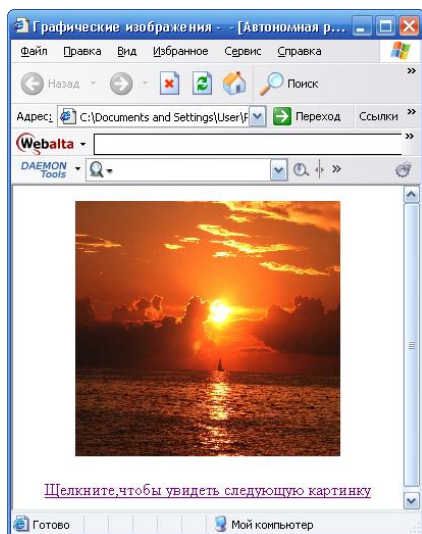 Графические изображения - - [Автономная р...
Файл Правка Вид Избранное Сервис Справка
Назад Поиск »
Адрес: C:\Documents and Settings\User\F Переход Ссылки »
Webalta »
DAEMON Tools »
Щелкните,чтобы увидеть следующую картинку
Готово Мой компьютер